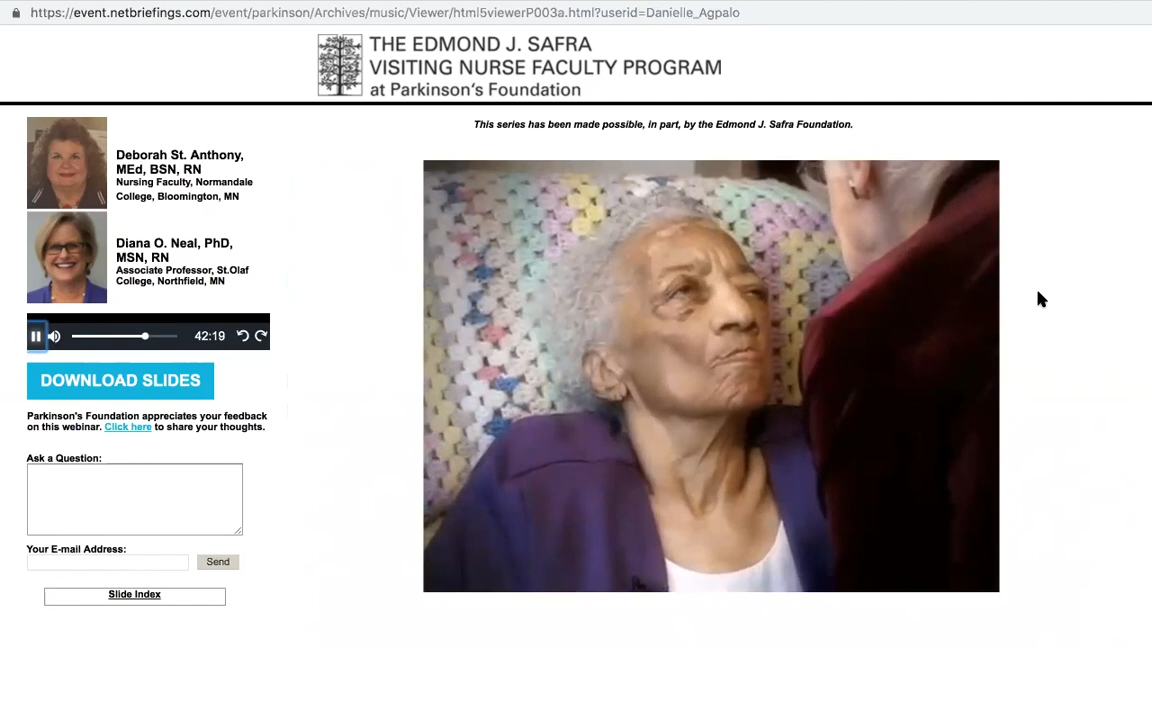 https://event.netbriefings.com/event/parkinson/Archives/music/Viewer/html5viewerP003a.html?userid=Danielle_Agpalo
THE EDMOND J. SAFRA
VISITING NURSE FACULTY PROGRAM
at Parkinson's Foundation
This series has been made possible, in part, by the Edmond J. Safra Foundation.
Deborah St. Anthony,
MEd, BSN, RN
Nursing Faculty, Normandale
College, Bloomington, MN
Diana O. Neal, PhD,
MSN, RN
Associate Professor, St.Olaf
College, Northfield, MN
42:19
DOWNLOAD SLIDES
Parkinson's Foundation appreciates your feedback
on this webinar. Click here to share your thoughts.
Ask a Question:
Your E-mail Address:
Send
Slide Index